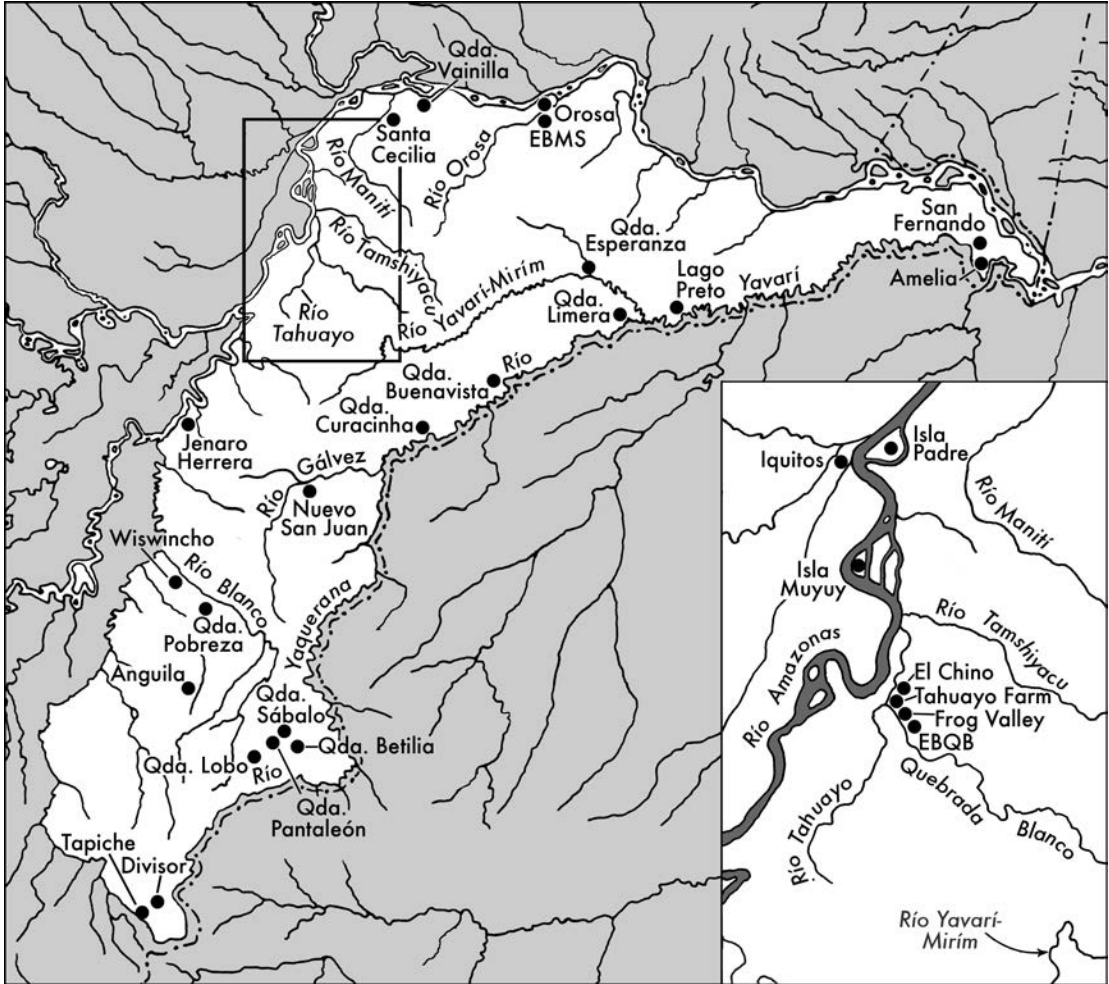 Qda.
Vainilla
Santa
Cecilia
Orosa
EBMS
Río Maniti
Río Orosa
Río Tamshiyacu
Río
Tahuayo
Qda.
Esperanza
Río Yavarí-Mirím
Lago
Preto
Qda.
Limera
Río Yavarí
San
Fernando
Amelia
Qda.
Buenavista
Qda.
Curacinha
Jenaro
Herrera
Río Gálvez
Nuevo
San Juan
Wiswincho
Río Blanco
Qda.
Pobreza
Anguila
Río Yaquerana
Qda.
Sábalo
Qda. Betilia
Qda. Lobo
Qda.
Pantaleón
Tapiche
Divisor
Iquitos
Isla
Padre
Río Maniti
Isla
Muyuy
Río Amazonas
Río Tamshiyacu
El Chino
Tahuayo Farm
Frog Valley
EBQB
Quebrada Blanco
Río Tahuayo
Río Yavarí-
Mirím